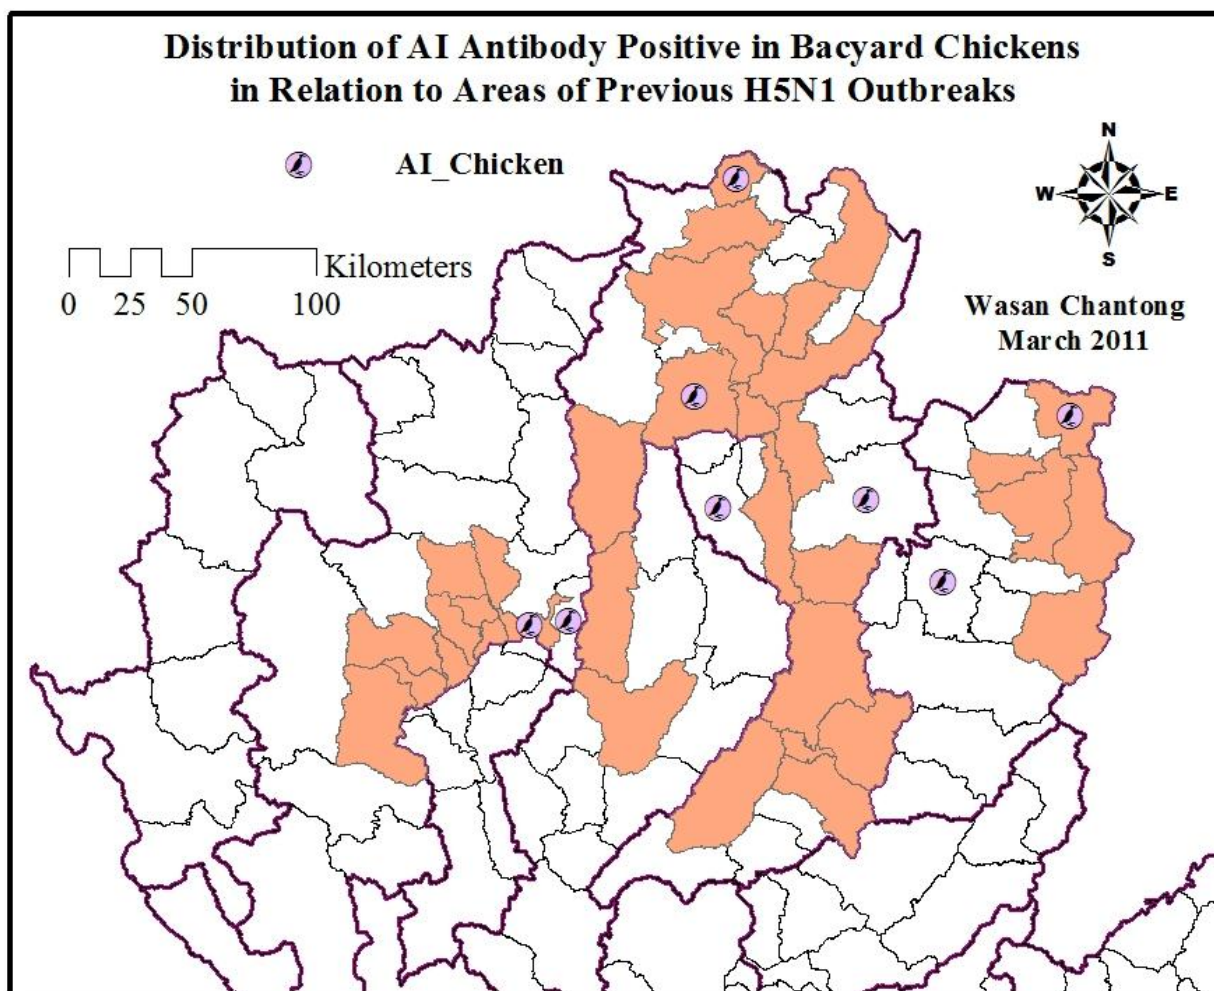 Distribution of AI Antibody Positive in Bacyard Chickens
in Relation to Areas of Previous H5N1 Outbreaks
AI_Chicken
N
W E
S
Kilometers
0 25 50 100
Wasan Chantong
March 2011